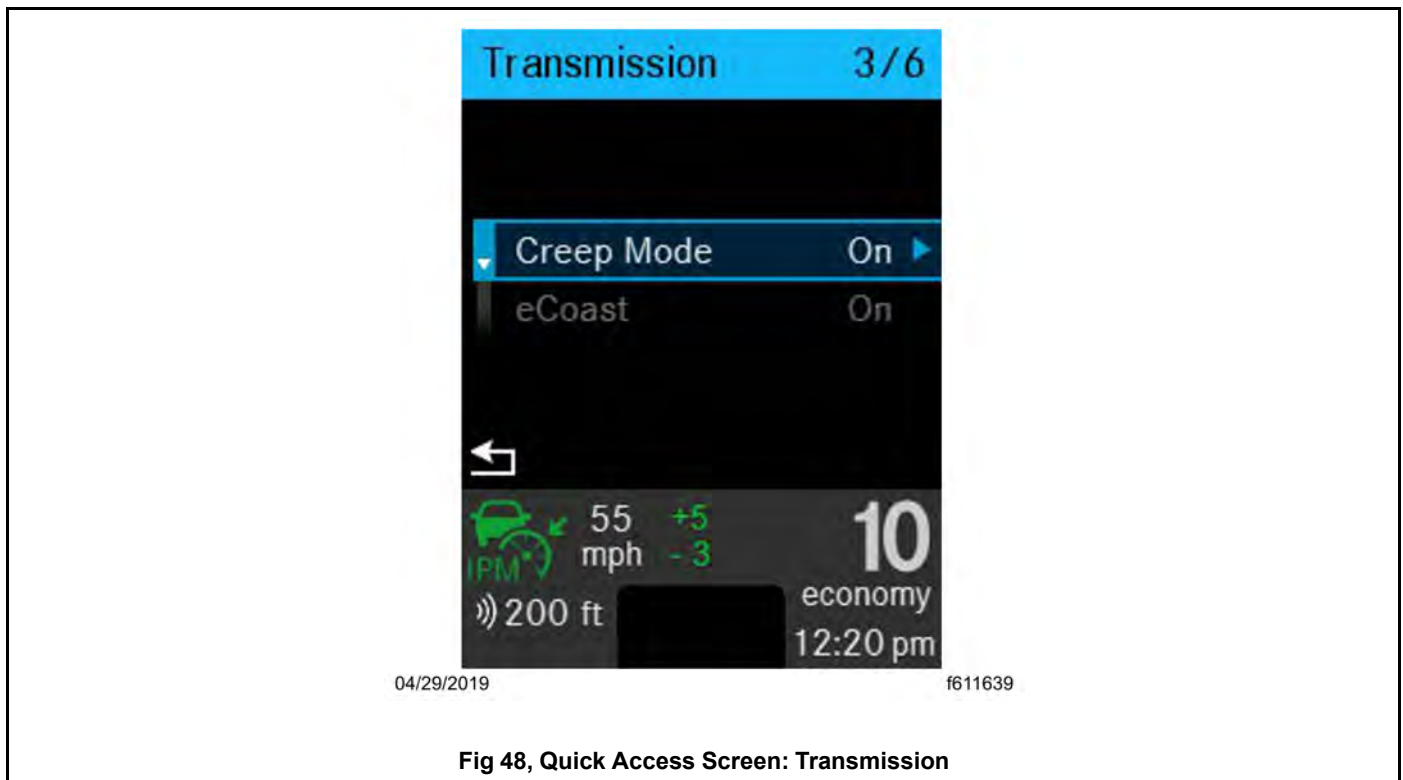 Transmission 3/6
Creep Mode On
eCoast On
55 +5
mph - 3
IPM
10
economy
200 ft
12:20 pm
04/29/2019 f611639
Fig 48, Quick Access Screen: Transmission